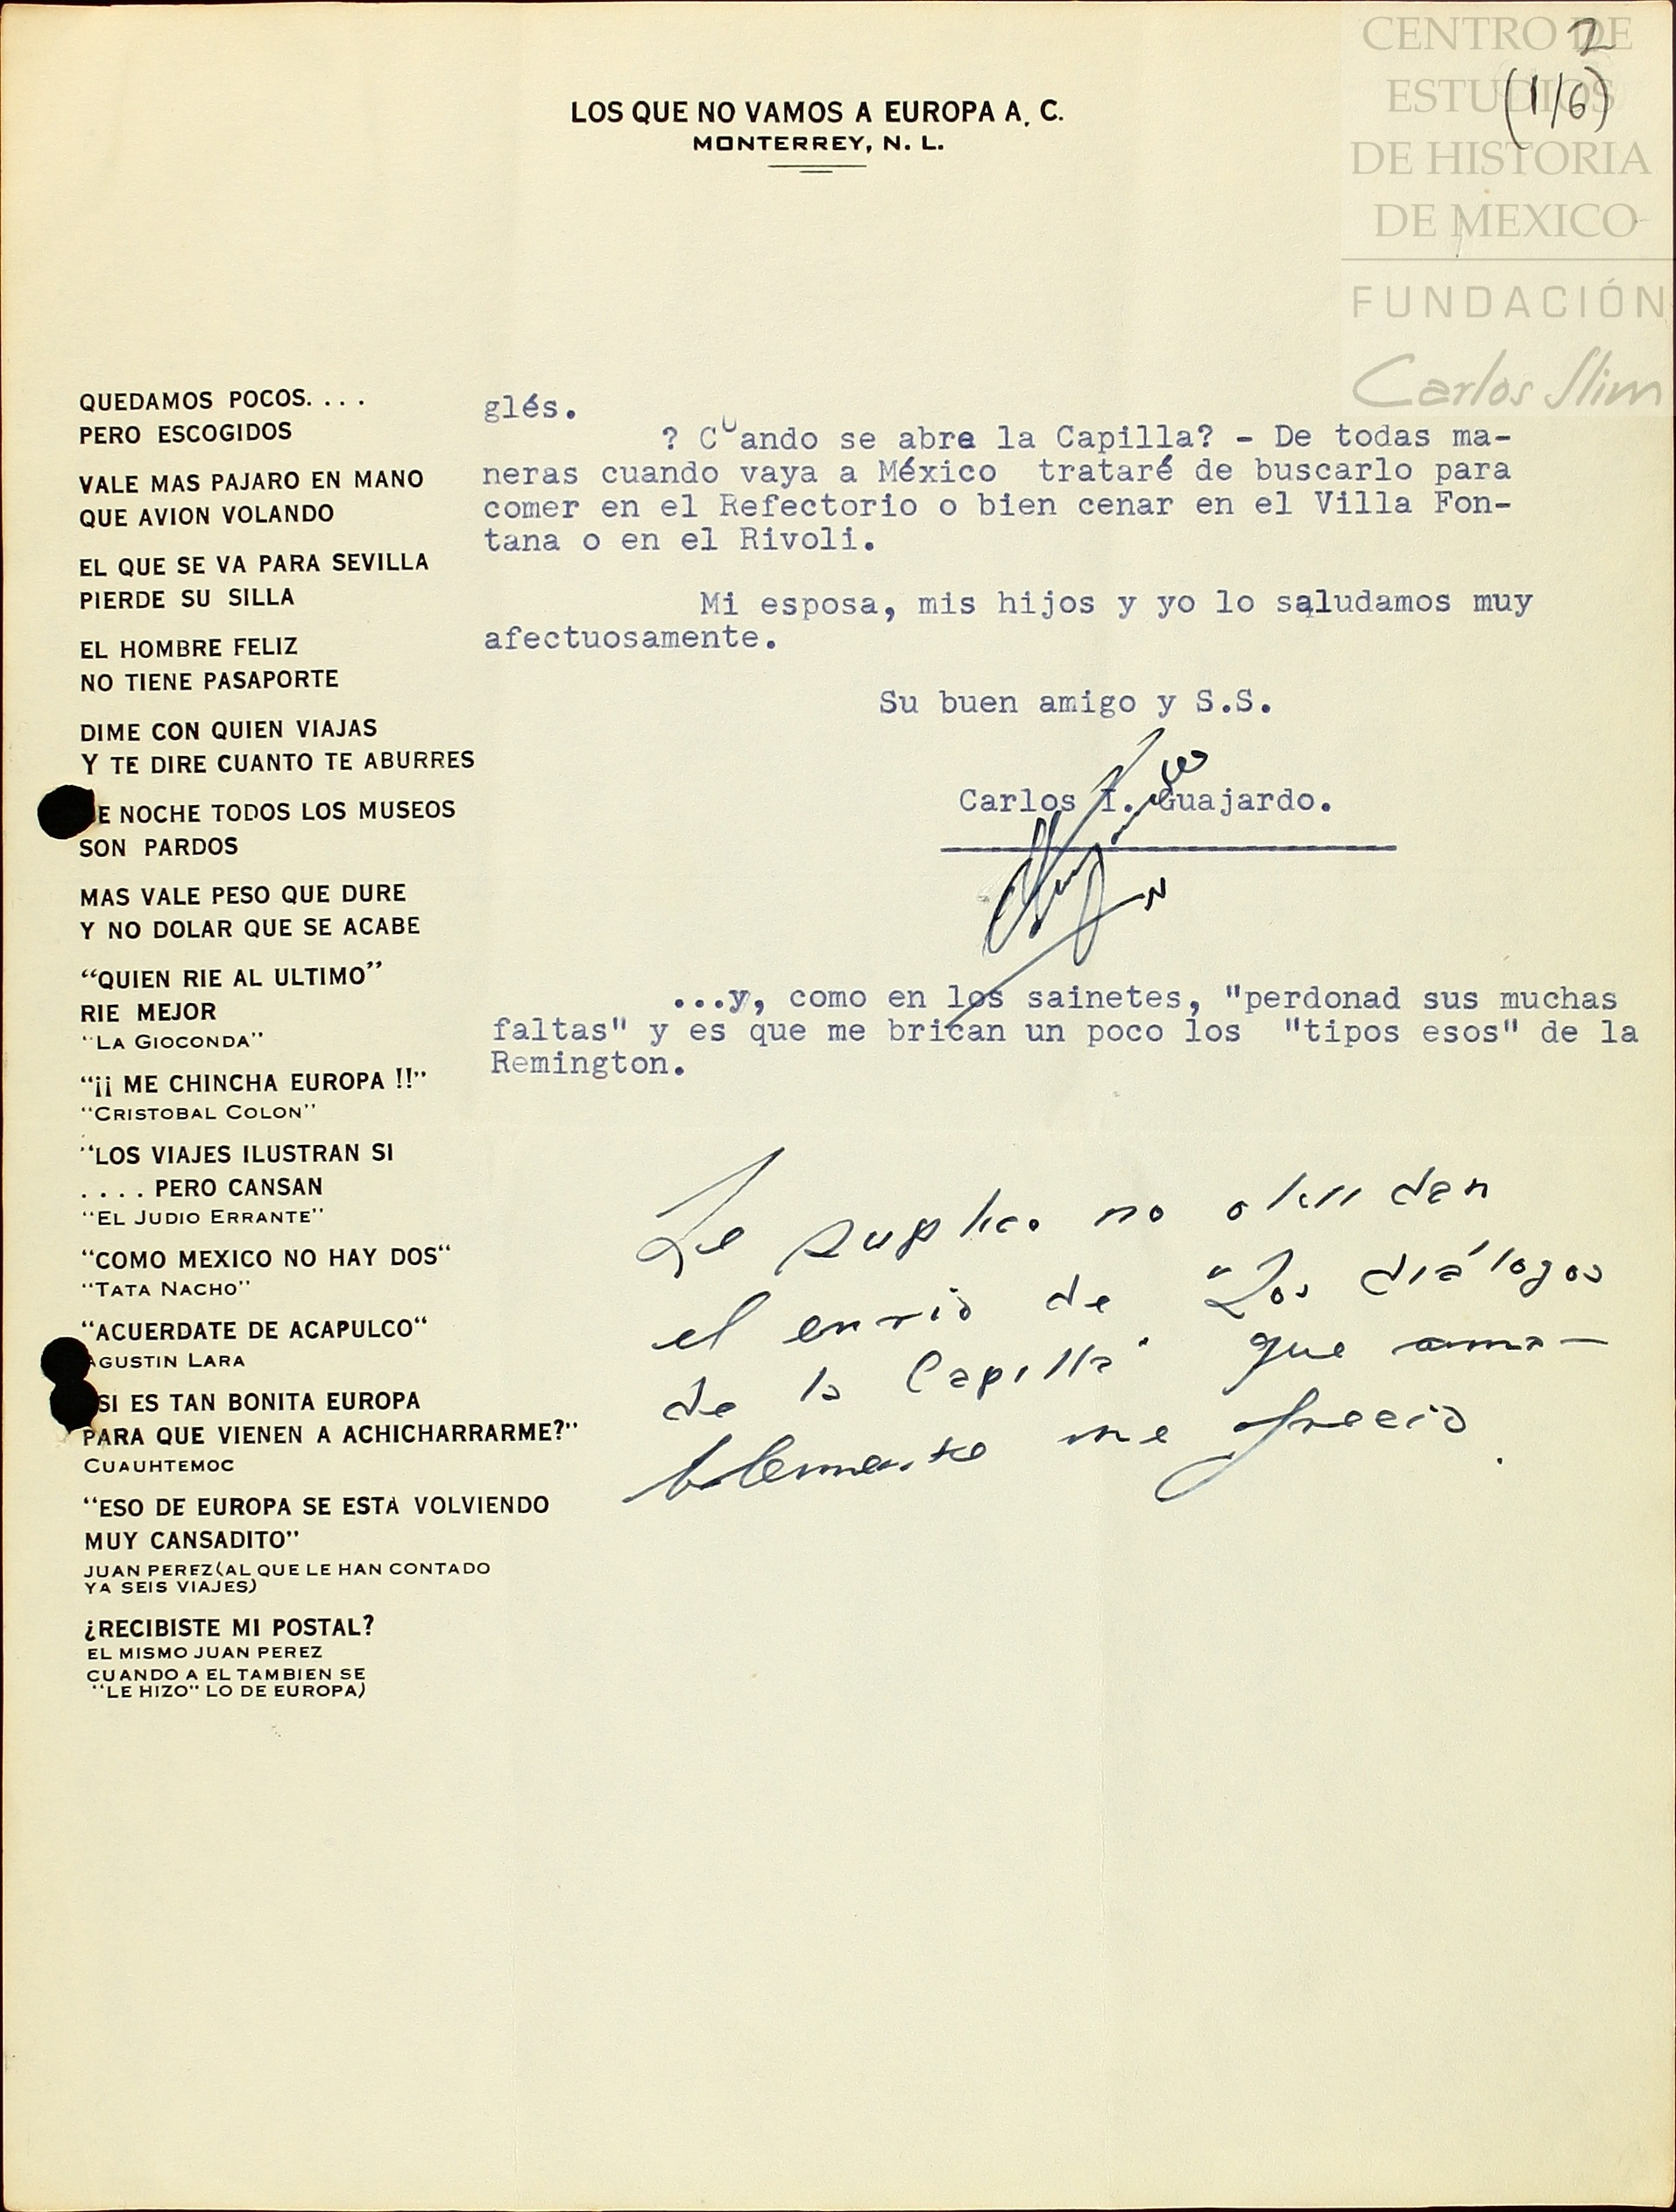 CENTRO DE
ESTUDIOS
DE HISTORIA
DE MEXICO
FUNDACIÓN
Carlos Slim
2
(1/6)
LOS QUE NO VAMOS A EUROPA A. C.
MONTERREY, N. L.
QUEDAMOS POCOS. . . .
PERO ESCOGIDOS
VALE MAS PAJARO EN MANO
QUE AVION VOLANDO
EL QUE SE VA PARA SEVILLA
PIERDE SU SILLA
EL HOMBRE FELIZ
NO TIENE PASAPORTE
DIME CON QUIEN VIAJAS
Y TE DIRE CUANTO TE ABURRES
E NOCHE TODOS LOS MUSEOS
SON PARDOS
MAS VALE PESO QUE DURE
Y NO DOLAR QUE SE ACABE
“QUIEN RIE AL ULTIMO”
RIE MEJOR
“LA GIOCONDA”
“¡¡ ME CHINCHA EUROPA !!”
“CRISTOBAL COLON”
“LOS VIAJES ILUSTRAN SI
. . . . PERO CANSAN
“EL JUDIO ERRANTE”
“COMO MEXICO NO HAY DOS“
“TATA NACHO”
“ACUERDATE DE ACAPULCO“
AGUSTIN LARA
SI ES TAN BONITA EUROPA
PARA QUE VIENEN A ACHICHARRARME?”
CUAUHTEMOC
“ESO DE EUROPA SE ESTA VOLVIENDO
MUY CANSADITO”
JUAN PEREZ(AL QUE LE HAN CONTADO
YA SEIS VIAJES)
¿RECIBISTE MI POSTAL?
EL MISMO JUAN PEREZ
CUANDO A EL TAMBIEN SE
“LE HIZO” LO DE EUROPA)
glés.
? Cuando se abre la Capilla? - De todas ma-
neras cuando vaya a México trataré de buscarlo para
comer en el Refectorio o bien cenar en el Villa Fon-
tana o en el Rivoli.
Mi esposa, mis hijos y yo lo saludamos muy
afectuosamente.
Su buen amigo y S.S.
Carlos I. Guajardo.
...y, como en los sainetes, "perdonad sus muchas
faltas" y es que me brican un poco los "tipos esos" de la
Remington.
Le suplico no olviden
el envio de "Los diálogos
de la Capilla" que ama-
blemente me ofreció.